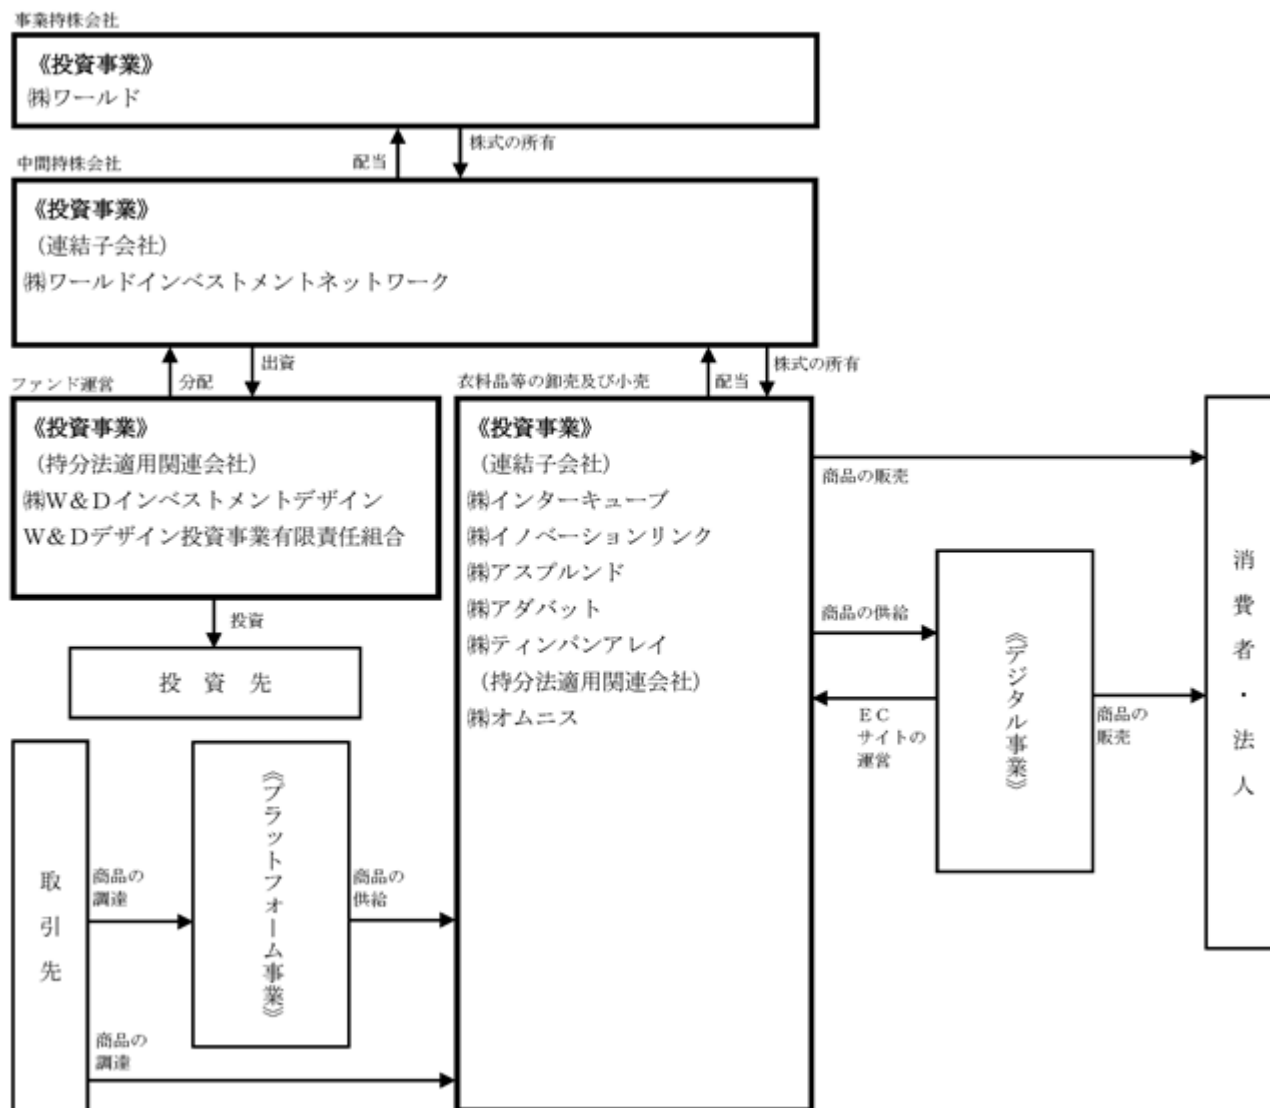 事業持株会社
《投資事業》
㈱ワールド
配当
株式の所有
中間持株会社
《投資事業》
（連結子会社）
㈱ワールドインベストメントネットワーク
分配
出資
配当
株式の所有
ファンド運営
《投資事業》
（持分法適用関連会社）
㈱Ｗ＆Ｄインベストメントデザイン
Ｗ＆Ｄデザイン投資事業有限責任組合
投資
投資先
衣料品等の卸売及び小売
《投資事業》
（連結子会社）
㈱インターキューブ
㈱イノベーションリンク
㈱アスプルンド
㈱アダバット
㈱ティンパンアレイ
（持分法適用関連会社）
㈱オムニス
取引先
商品の
調達
《プラットフォーム事業》
商品の
供給
商品の
調達
商品の販売
商品の供給
ＥＣ
サイトの
運営
《デジタル事業》
商品の
販売
消費者・法人